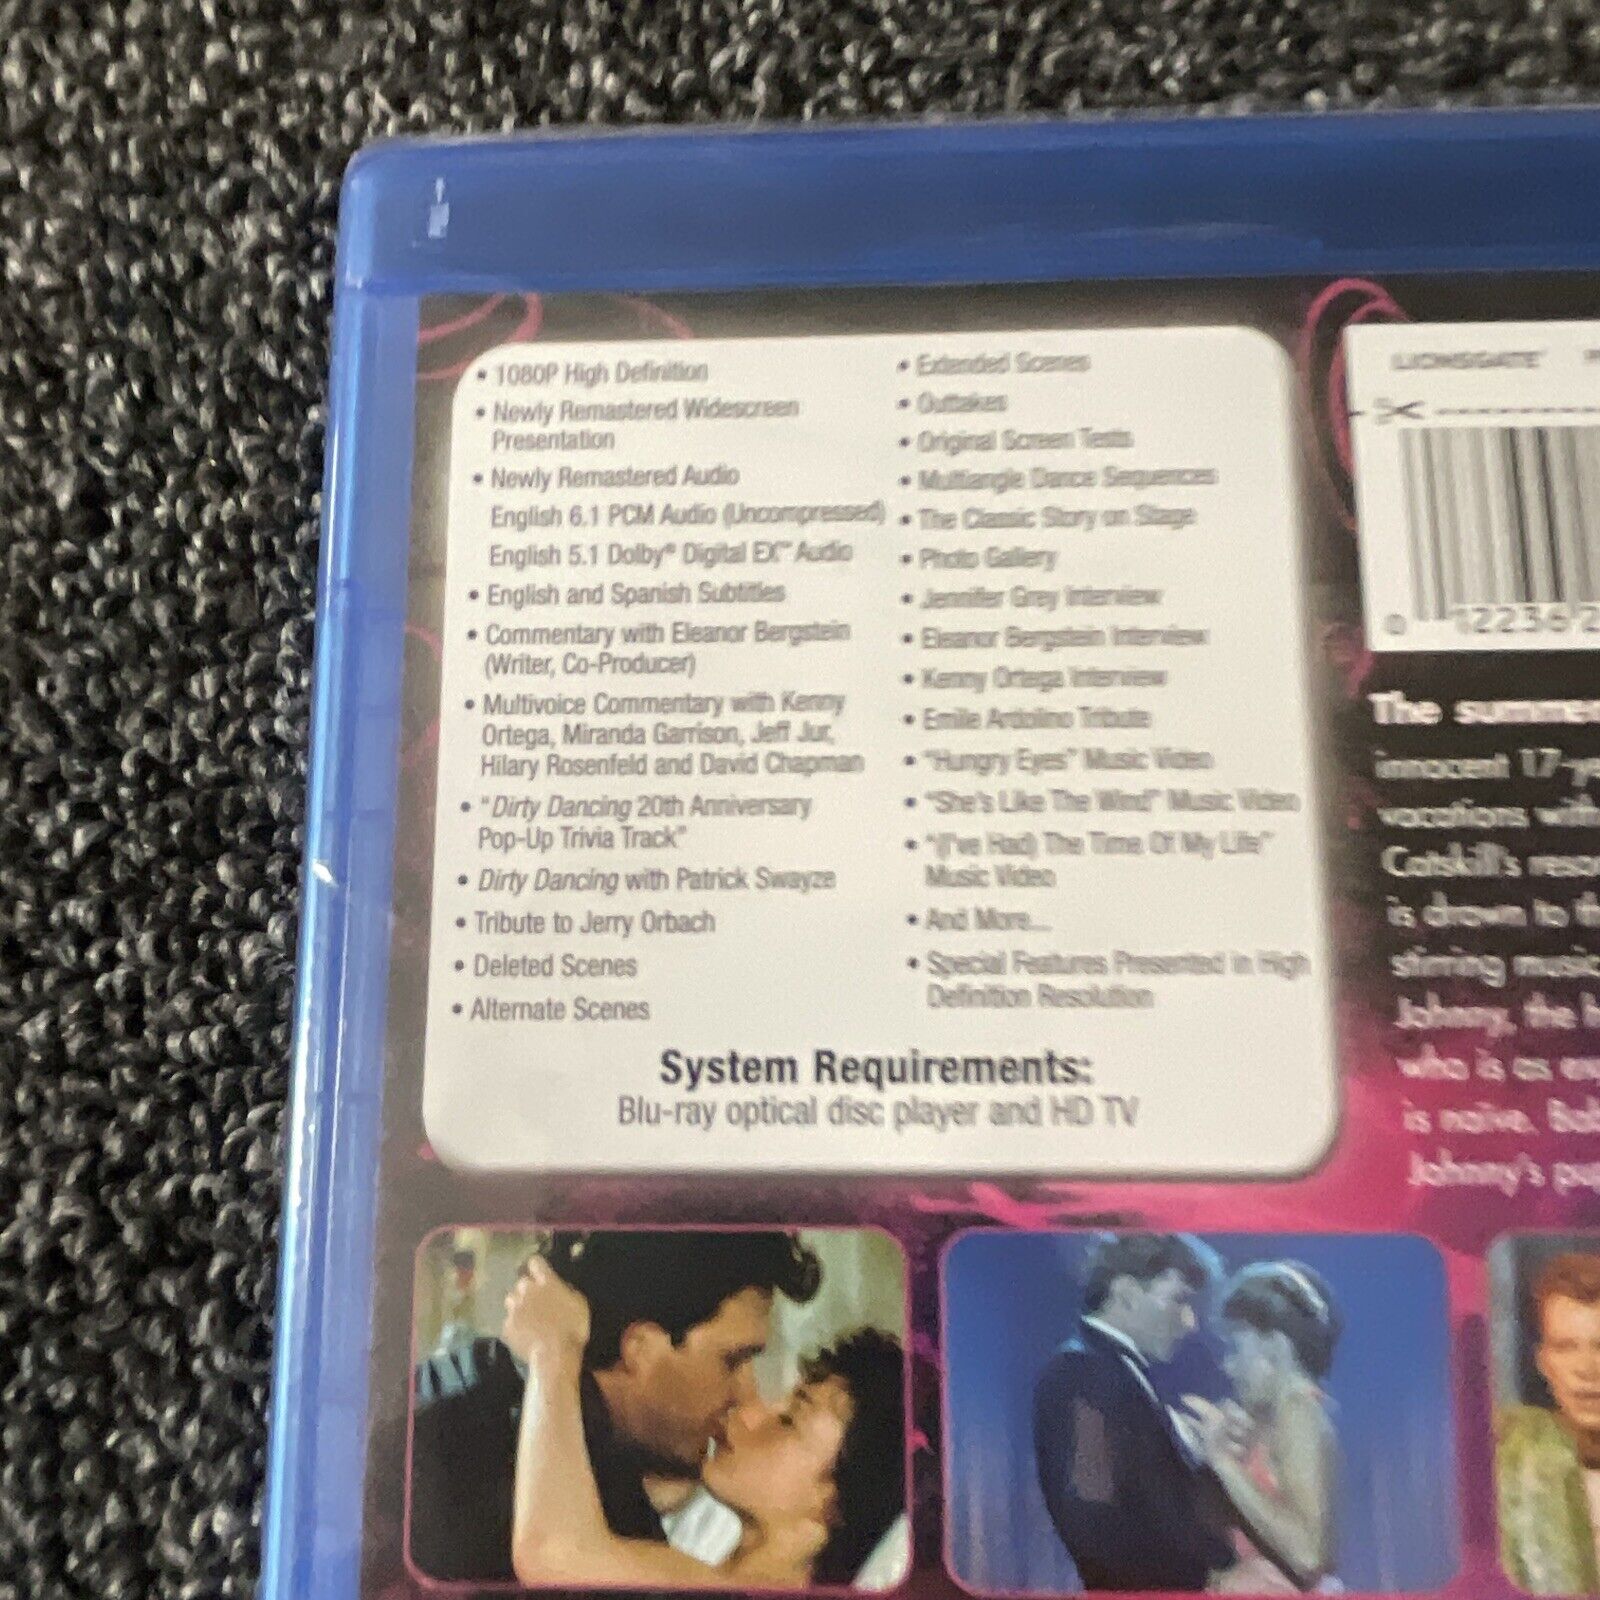 • 1080P High Definition
• Newly Remastered Widescreen
Presentation
• Newly Remastered Audio
English 6.1 PCM Audio (Uncompressed)
English 5.1 Dolby® Digital EX™ Audio
• English and Spanish Subtitles
• Commentary with Eleanor Bergstein
(Writer, Co-Producer)
• Multivoice Commentary with Kenny
Ortega, Miranda Garrison, Jeff Jur,
Hilary Rosenfeld and David Chapman
• "Dirty Dancing 20th Anniversary
Pop-Up Trivia Track"
• Dirty Dancing with Patrick Swayze
• Tribute to Jerry Orbach
• Deleted Scenes
• Alternate Scenes
• Extended Scenes
• Outtakes
• Original Screen Tests
• Multiangle Dance Sequences
• The Classic Story on Stage
• Photo Gallery
• Jennifer Grey Interview
• Eleanor Bergstein Interview
• Kenny Ortega Interview
• Emile Ardolino Tribute
• "Hungry Eyes" Music Video
• "She's Like The Wind" Music Video
• "(I've Had) The Time Of My Life"
Music Video
• And More...
• Special Features Presented in High
Definition Resolution
System Requirements:
Blu-ray optical disc player and HD TV
LIONSGATE
0 12236 2
The summer
innocent 17-ye
vacations with
Catskill's reso
is drawn to th
stirring music
Johnny, the h
who is as
is naive.
Johnny's pup